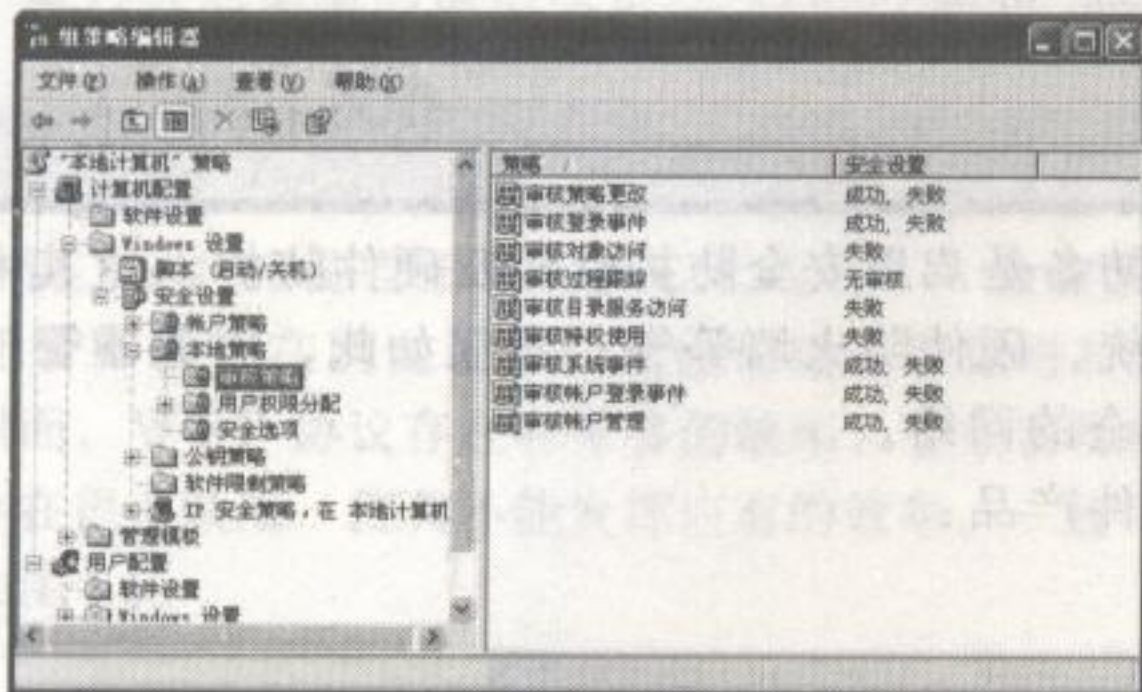 组策略编辑器
文件(F) 操作(A) 查看(V) 帮助(H)
"本地计算机" 策略
计算机配置
软件设置
Windows 设置
脚本 (启动/关机)
安全设置
帐户策略
本地策略
审核策略
用户权限分配
安全选项
公钥策略
软件限制策略
IP 安全策略，在 本地计算机
管理模板
用户配置
软件设置
Windows 设置
策略 / 安全设置
审核策略更改 成功, 失败
审核登录事件 成功, 失败
审核对象访问 失败
审核过程跟踪 无审核
审核目录服务访问 失败
审核特权使用 失败
审核系统事件 成功, 失败
审核帐户登录事件 成功, 失败
审核帐户管理 成功, 失败
件产品